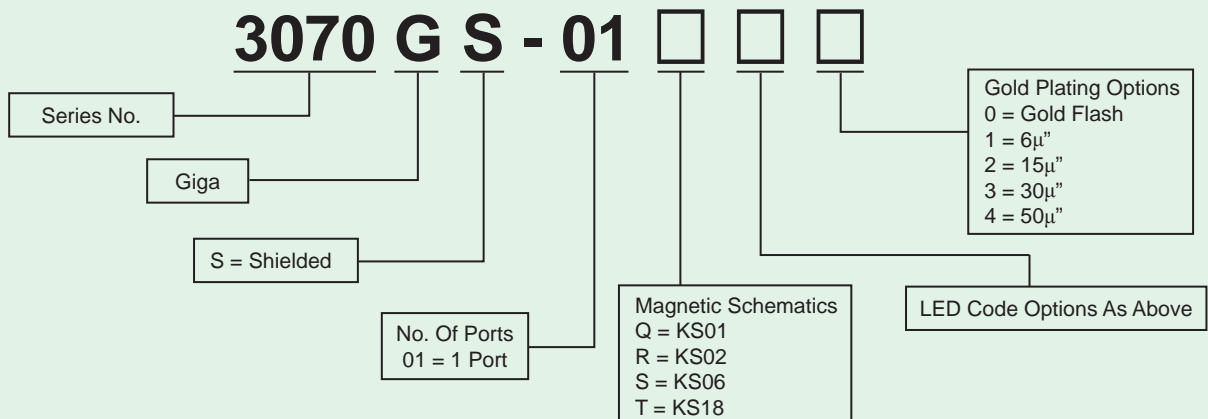 3070 G S - 01 □ □ □
Series No.
Giga
S = Shielded
No. Of Ports
01 = 1 Port
Magnetic Schematics
Q = KS01
R = KS02
S = KS06
T = KS18
LED Code Options As Above
Gold Plating Options
0 = Gold Flash
1 = 6µ”
2 = 15µ”
3 = 30µ”
4 = 50µ”